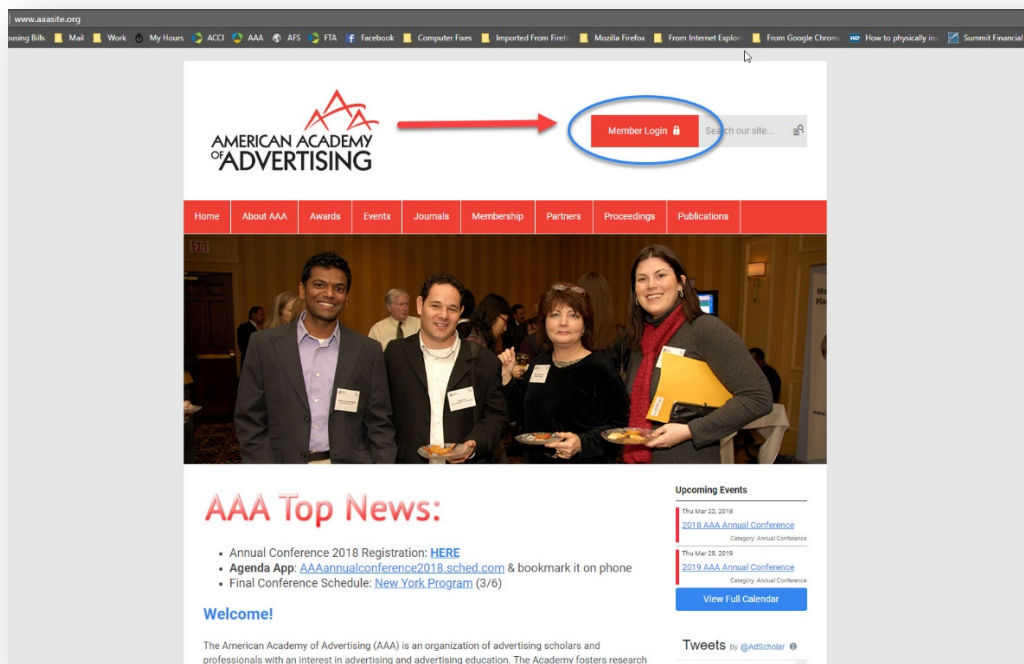 www.aaasite.org
ousing Bills Mail Work My Hours ACCI AAA AFS FTA Facebook Computer Fixes Imported From Firef Mozilla Firefox From Internet Explor From Google Chrom How to physically in Summit Financial
AMERICAN ACADEMY
OF ADVERTISING
Member Login
Search our site...
Home About AAA Awards Events Journals Membership Partners Proceedings Publications
EXIT
AAA Top News:
Annual Conference 2018 Registration: HERE
Agenda App: AAAannualconference2018.sched.com & bookmark it on phone
Final Conference Schedule: New York Program (3/6)
Welcome!
The American Academy of Advertising (AAA) is an organization of advertising scholars and
professionals with an interest in advertising and advertising education. The Academy fosters research
Upcoming Events
Thu Mar 22, 2018
2018 AAA Annual Conference
Category: Annual Conference
Thu Mar 28, 2019
2019 AAA Annual Conference
Category: Annual Conference
View Full Calendar
Tweets by @AdScholar